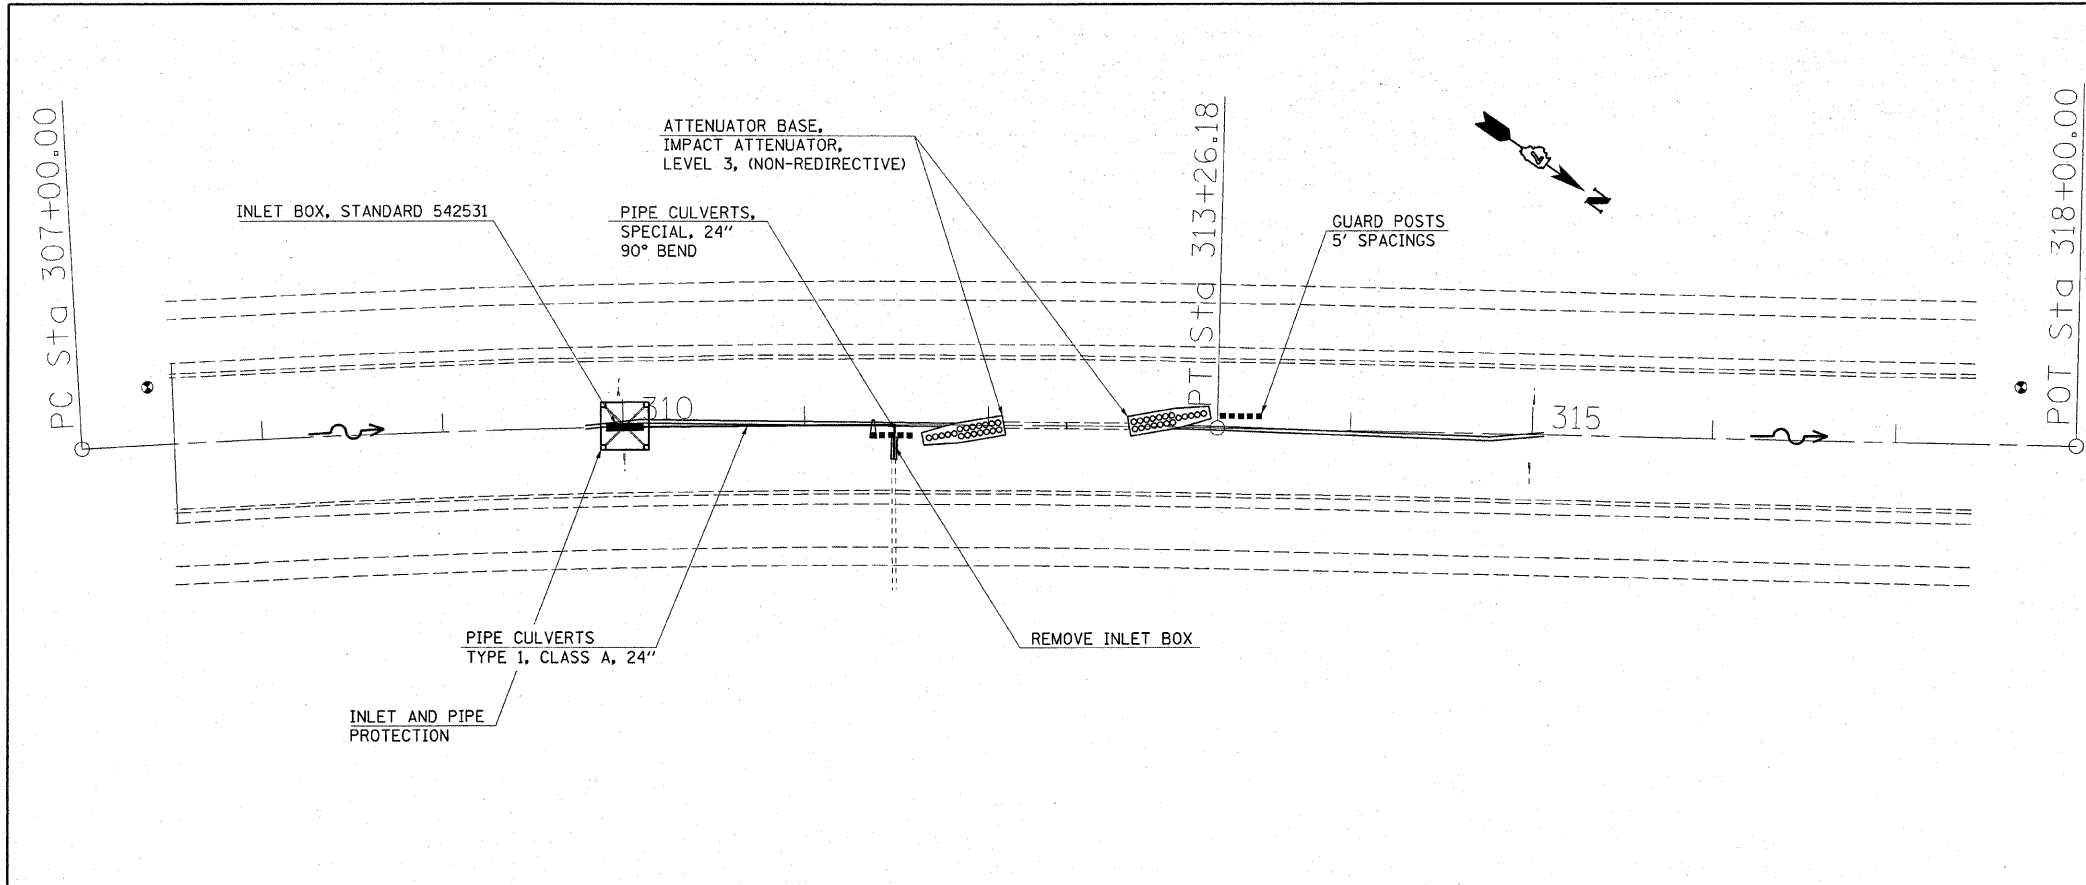 PC Sta 307+00.00
INLET BOX, STANDARD 542531
ATTENUATOR BASE,
IMPACT ATTENUATOR,
LEVEL 3, (NON-REDIRECTIVE)
PIPE CULVERTS,
SPECIAL, 24"
90° BEND
PT Sta 313+26.18
GUARD POSTS
5' SPACINGS
N
POT Sta 318+00.00
310
315
PIPE CULVERTS
TYPE 1, CLASS A, 24"
REMOVE INLET BOX
INLET AND PIPE
PROTECTION